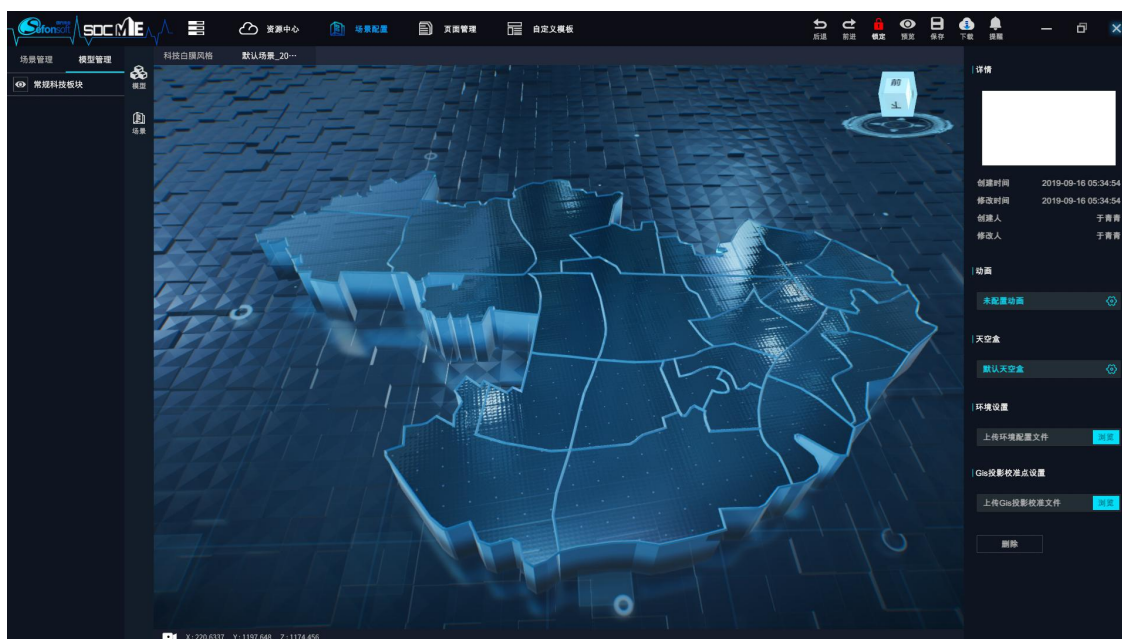 Sefonsoft SDC MIE
资源中心
场景配置
页面管理
自定义模板
后退
前进
锁定
预览
保存
下载
提醒
场景管理
模型管理
常规科技板块
模型
场景
科技白膜风格
默认场景_20···
前
上
详情
创建时间 2019-09-16 05:34:54
修改时间 2019-09-16 05:34:54
创建人 于青青
修改人 于青青
动画
未配置动画
天空盒
默认天空盒
环境设置
上传环境配置文件 浏览
Gis投影校准点设置
上传Gis投影校准文件 浏览
删除
X : 220.6337 Y : 1197.648 Z : 1174.456